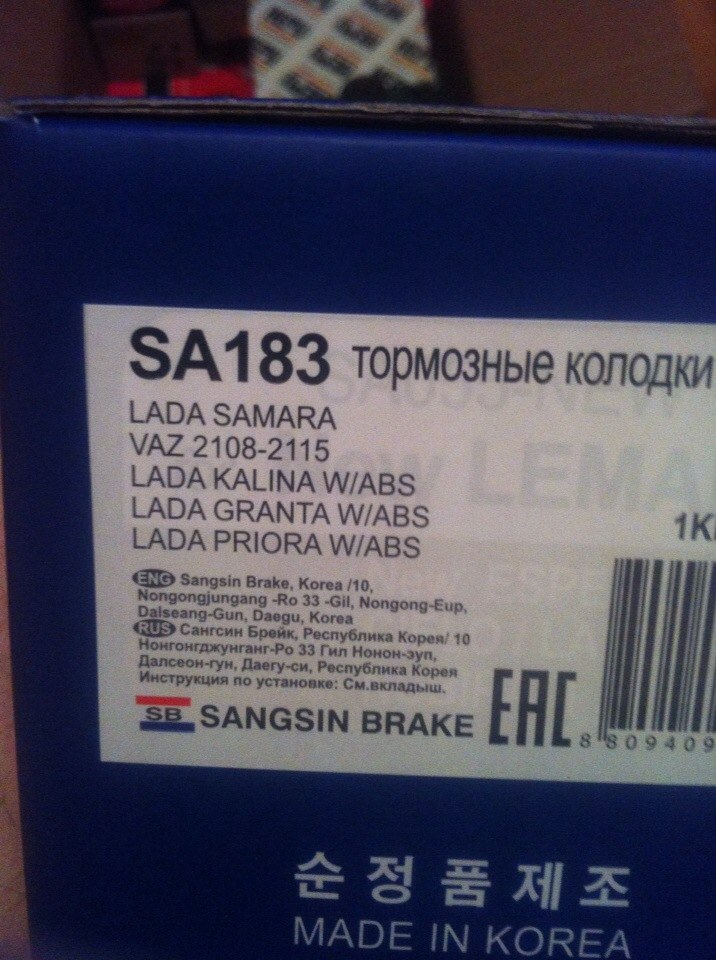 SA183 тормозные колодки
LADA SAMARA
VAZ 2108-2115
LADA KALINA W/ABS
LADA GRANTA W/ABS
LADA PRIORA W/ABS
ENG Sangsin Brake, Korea /10,
Nongongjungang -Ro 33 -Gil, Nongong-Eup,
Dalseang-Gun, Daegu, Korea
RUS Сангсин Брейк, Республика Корея/ 10
Нонгонгджунганг-Ро 33 Гил Нонон-эуп,
Далсеон-гун, Даегу-си, Республика Корея
Инструкция по установке: См.вкладыш.
SB SANGSIN BRAKE
EAC
8 809409
순정품제조
MADE IN KOREA